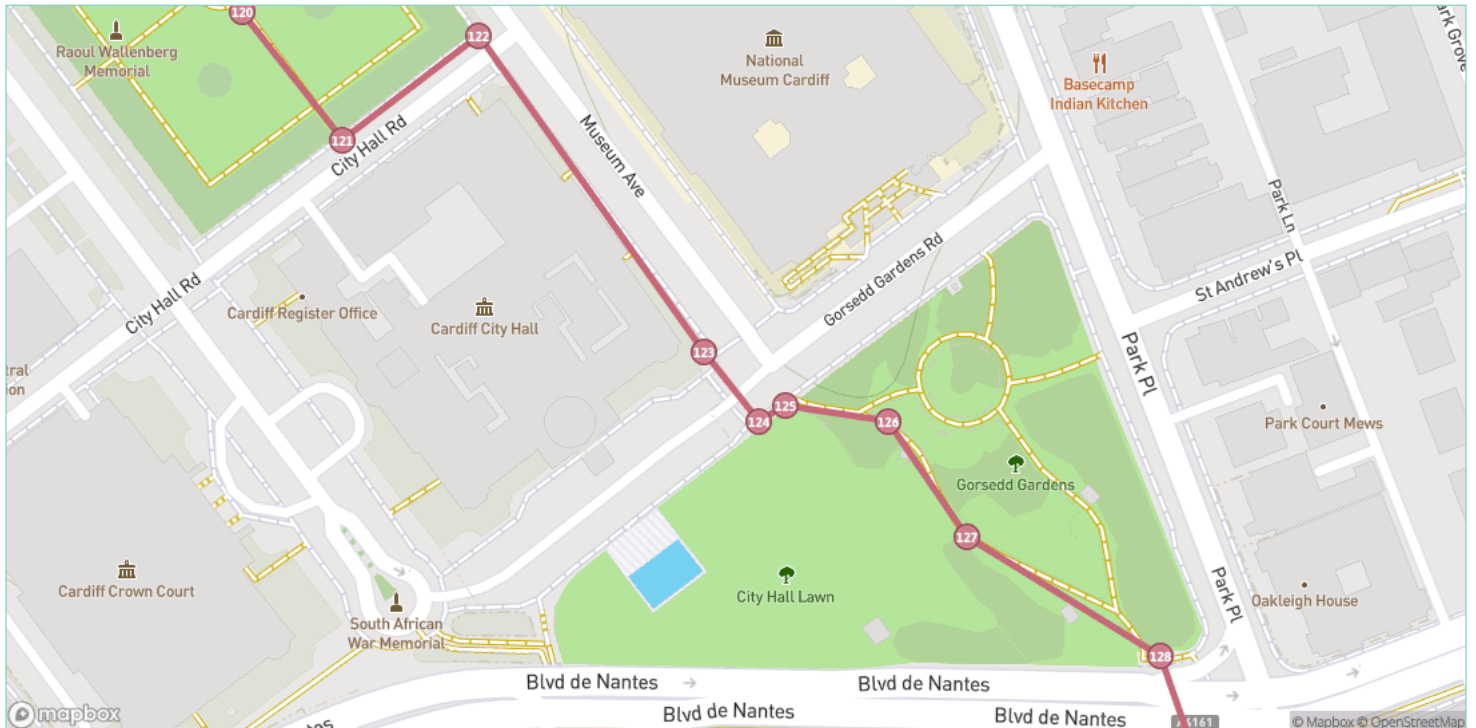 120
122
Raoul Wallenberg
Memorial
National
Museum Cardiff
Basecamp
Indian Kitchen
121
City Hall Rd
Museum Ave
Park Ln
City Hall Rd
Cardiff Register Office
Cardiff City Hall
Gorsedd Gardens Rd
St Andrew's Pl
123
Park Pl
125
124
126
Park Court Mews
Gorsedd Gardens
127
Cardiff Crown Court
City Hall Lawn
South African
War Memorial
Park Pl
Oakleigh House
128
Blvd de Nantes
Blvd de Nantes
Blvd de Nantes
Blvd de Nantes
mapbox
© Mapbox © OpenStreetMap